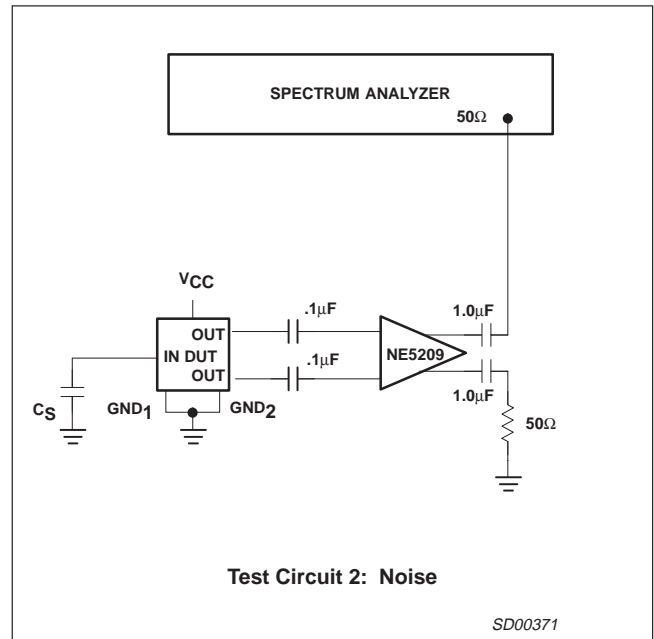 SPECTRUM ANALYZER
50Ω
VCC
.1μF
1.0μF
OUT
IN DUT
NE5209
.1μF
OUT
1.0μF
CS
GND1
GND2
50Ω
Test Circuit 2: Noise
SD00371